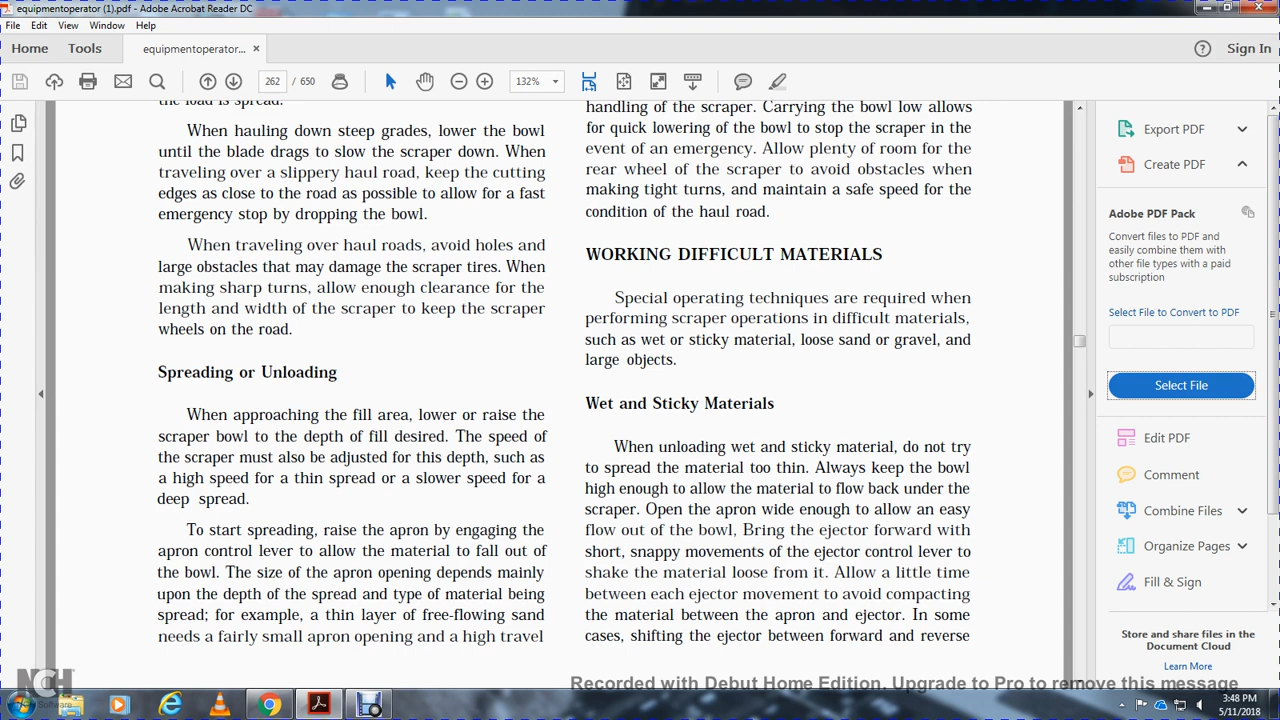 equipmentoperator (1).pdf - Adobe Acrobat Reader DC
File Edit View Window Help
Home Tools equipmentoperator... × Sign In
262 / 650 132%
the load is spread.
When hauling down steep grades, lower the bowl
until the blade drags to slow the scraper down. When
traveling over a slippery haul road, keep the cutting
edges as close to the road as possible to allow for a fast
emergency stop by dropping the bowl.
When traveling over haul roads, avoid holes and
large obstacles that may damage the scraper tires. When
making sharp turns, allow enough clearance for the
length and width of the scraper to keep the scraper
wheels on the road.
Spreading or Unloading
When approaching the fill area, lower or raise the
scraper bowl to the depth of fill desired. The speed of
the scraper must also be adjusted for this depth, such as
a high speed for a thin spread or a slower speed for a
deep spread.
To start spreading, raise the apron by engaging the
apron control lever to allow the material to fall out of
the bowl. The size of the apron opening depends mainly
upon the depth of the spread and type of material being
spread; for example, a thin layer of free-flowing sand
needs a fairly small apron opening and a high travel
handling of the scraper. Carrying the bowl low allows
for quick lowering of the bowl to stop the scraper in the
event of an emergency. Allow plenty of room for the
rear wheel of the scraper to avoid obstacles when
making tight turns, and maintain a safe speed for the
condition of the haul road.
WORKING DIFFICULT MATERIALS
Special operating techniques are required when
performing scraper operations in difficult materials,
such as wet or sticky material, loose sand or gravel, and
large objects.
Wet and Sticky Materials
When unloading wet and sticky material, do not try
to spread the material too thin. Always keep the bowl
high enough to allow the material to flow back under the
scraper. Open the apron wide enough to allow an easy
flow out of the bowl, Bring the ejector forward with
short, snappy movements of the ejector control lever to
shake the material loose from it. Allow a little time
between each ejector movement to avoid compacting
the material between the apron and ejector. In some
cases, shifting the ejector between forward and reverse
Export PDF
Create PDF
Adobe PDF Pack
Convert files to PDF and
easily combine them with
other file types with a paid
subscription
Select File to Convert to PDF
Select File
Edit PDF
Comment
Combine Files
Organize Pages
Fill & Sign
Store and share files in the
Document Cloud
Learn More
NCH
Software
Recorded with Debut Home Edition. Upgrade to Pro to remove this message
3:48 PM
5/11/2018